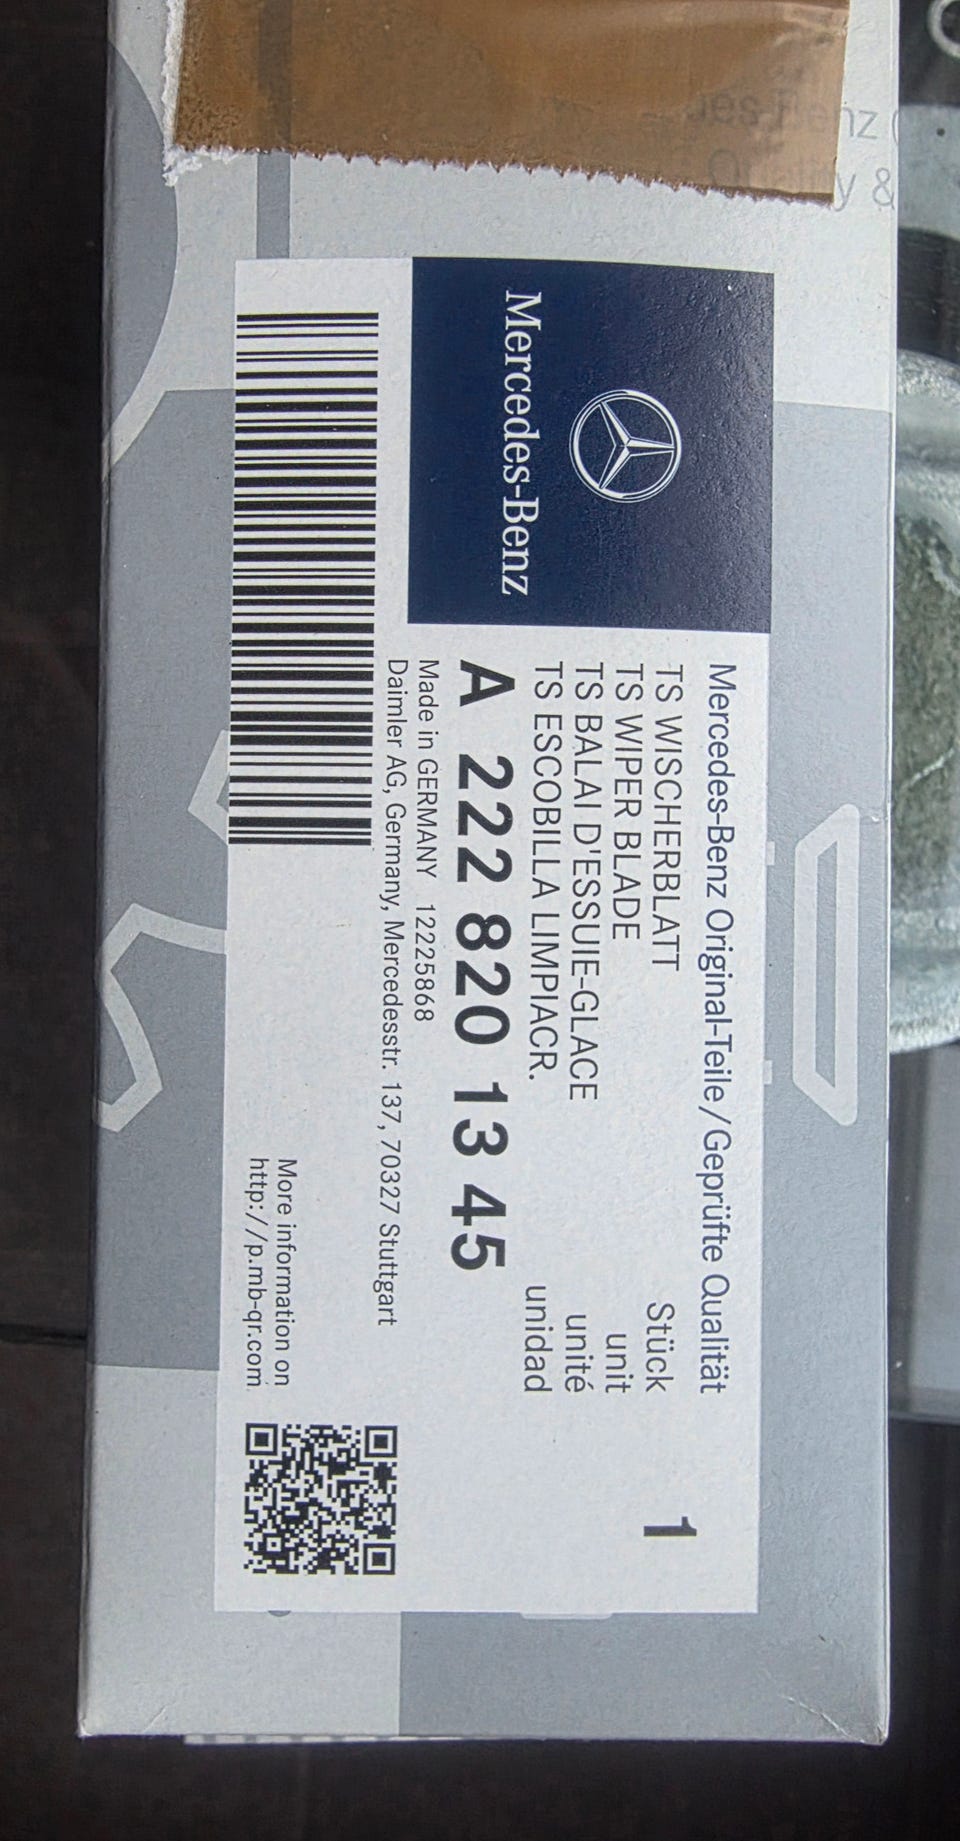 Mercedes-Benz
Mercedes-Benz Original-Teile/Geprüfte Qualität
TS WISCHERBLATT Stück 1
TS WIPER BLADE unit
TS BALAI D'ESSUIE-GLACE unité
TS ESCOBILLA LIMPIACR. unidad
A 222 820 13 45
Made in GERMANY 12225868
Daimler AG, Germany, Mercedesstr. 137, 70327 Stuttgart
More information on
http://p.mb-qr.com